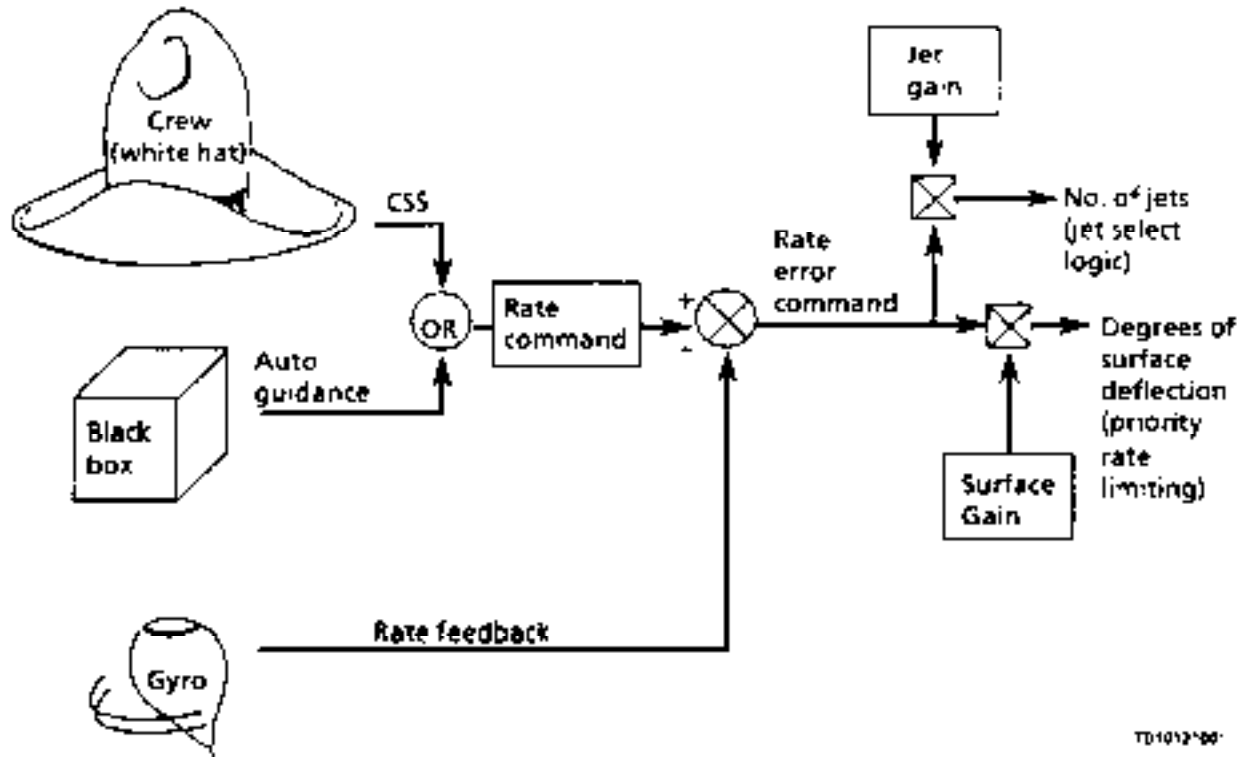 Jet
gain
Crew
(white hat)
CSS
No. of jets
(jet select
logic)
Rate
error
command
OR
Rate
command
+
-
Degrees of
surface
deflection
(priority
rate
limiting)
Auto
guidance
Black
box
Surface
Gain
Rate feedback
Gyro